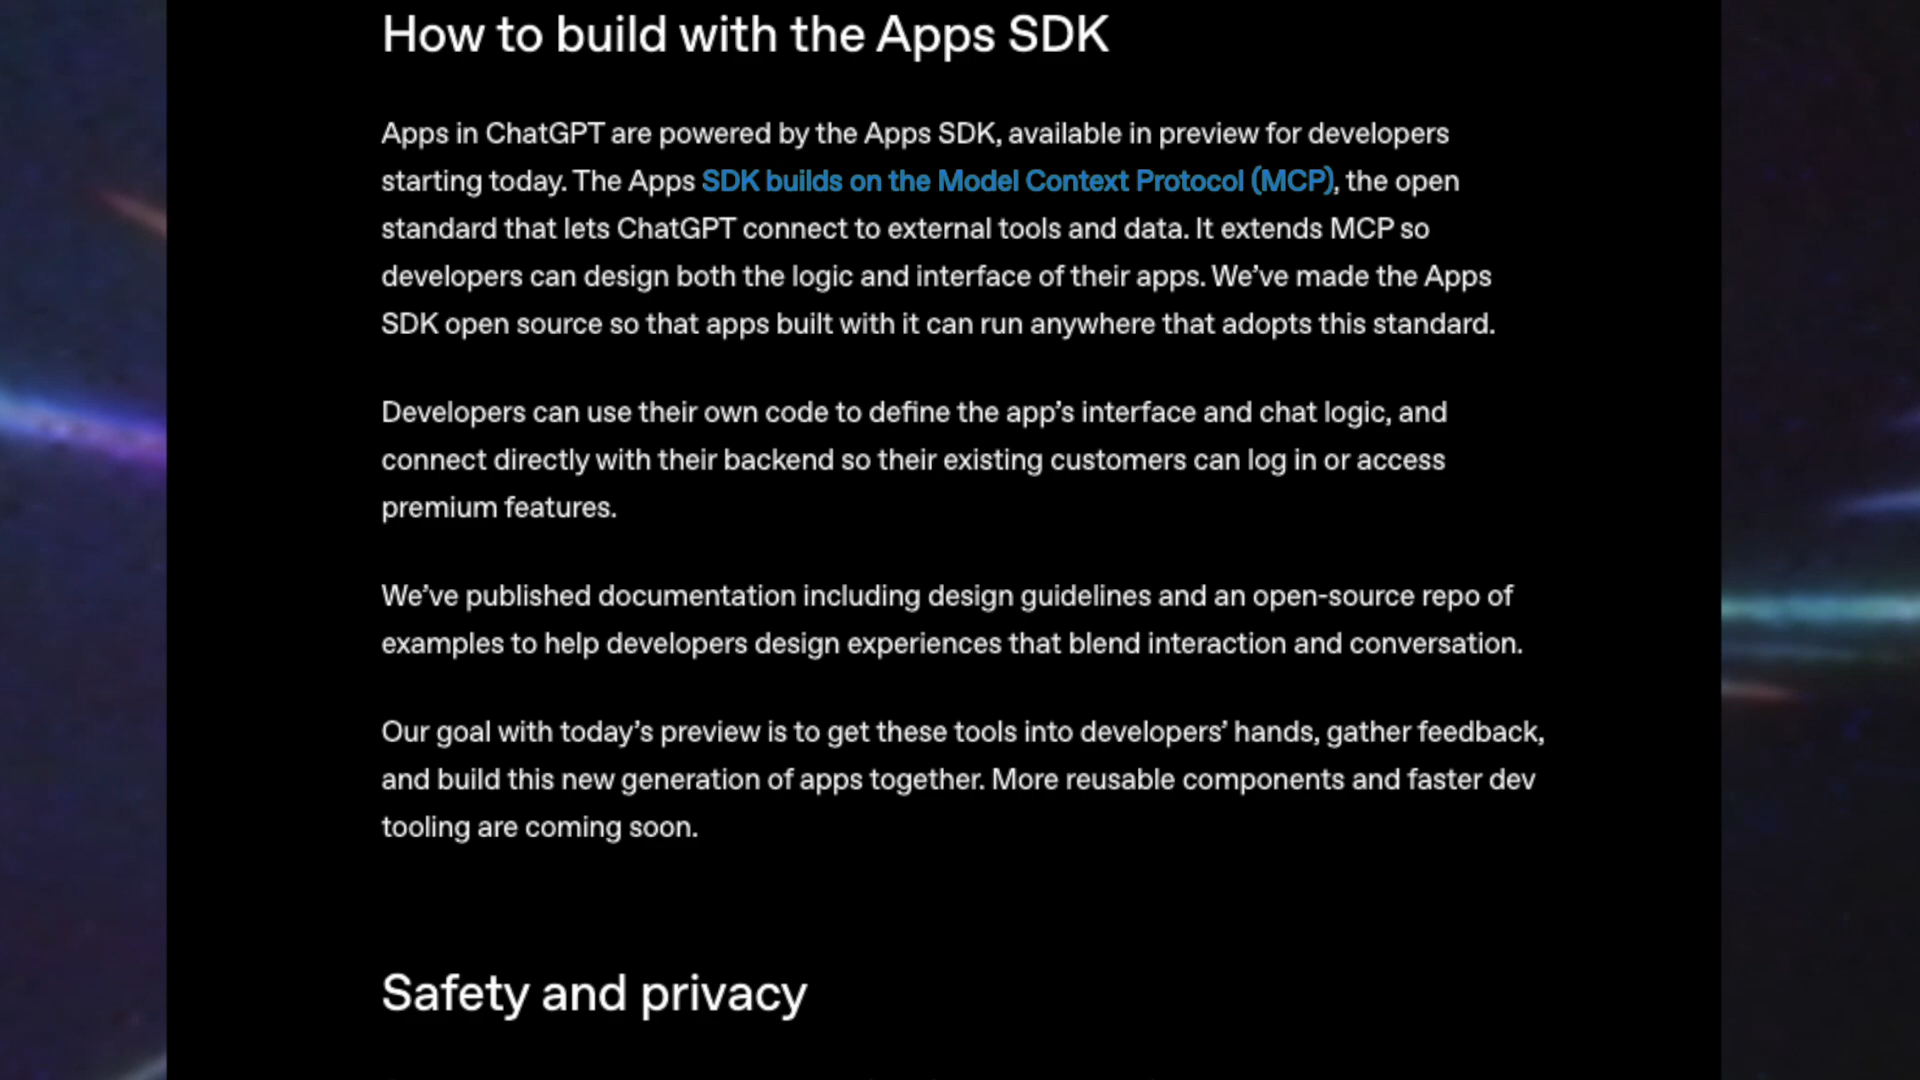 How to build with the Apps SDK
Apps in ChatGPT are powered by the Apps SDK, available in preview for developers
starting today. The Apps SDK builds on the Model Context Protocol (MCP), the open
standard that lets ChatGPT connect to external tools and data. It extends MCP so
developers can design both the logic and interface of their apps. We’ve made the Apps
SDK open source so that apps built with it can run anywhere that adopts this standard.
Developers can use their own code to define the app’s interface and chat logic, and
connect directly with their backend so their existing customers can log in or access
premium features.
We’ve published documentation including design guidelines and an open-source repo of
examples to help developers design experiences that blend interaction and conversation.
Our goal with today’s preview is to get these tools into developers’ hands, gather feedback,
and build this new generation of apps together. More reusable components and faster dev
tooling are coming soon.
Safety and privacy